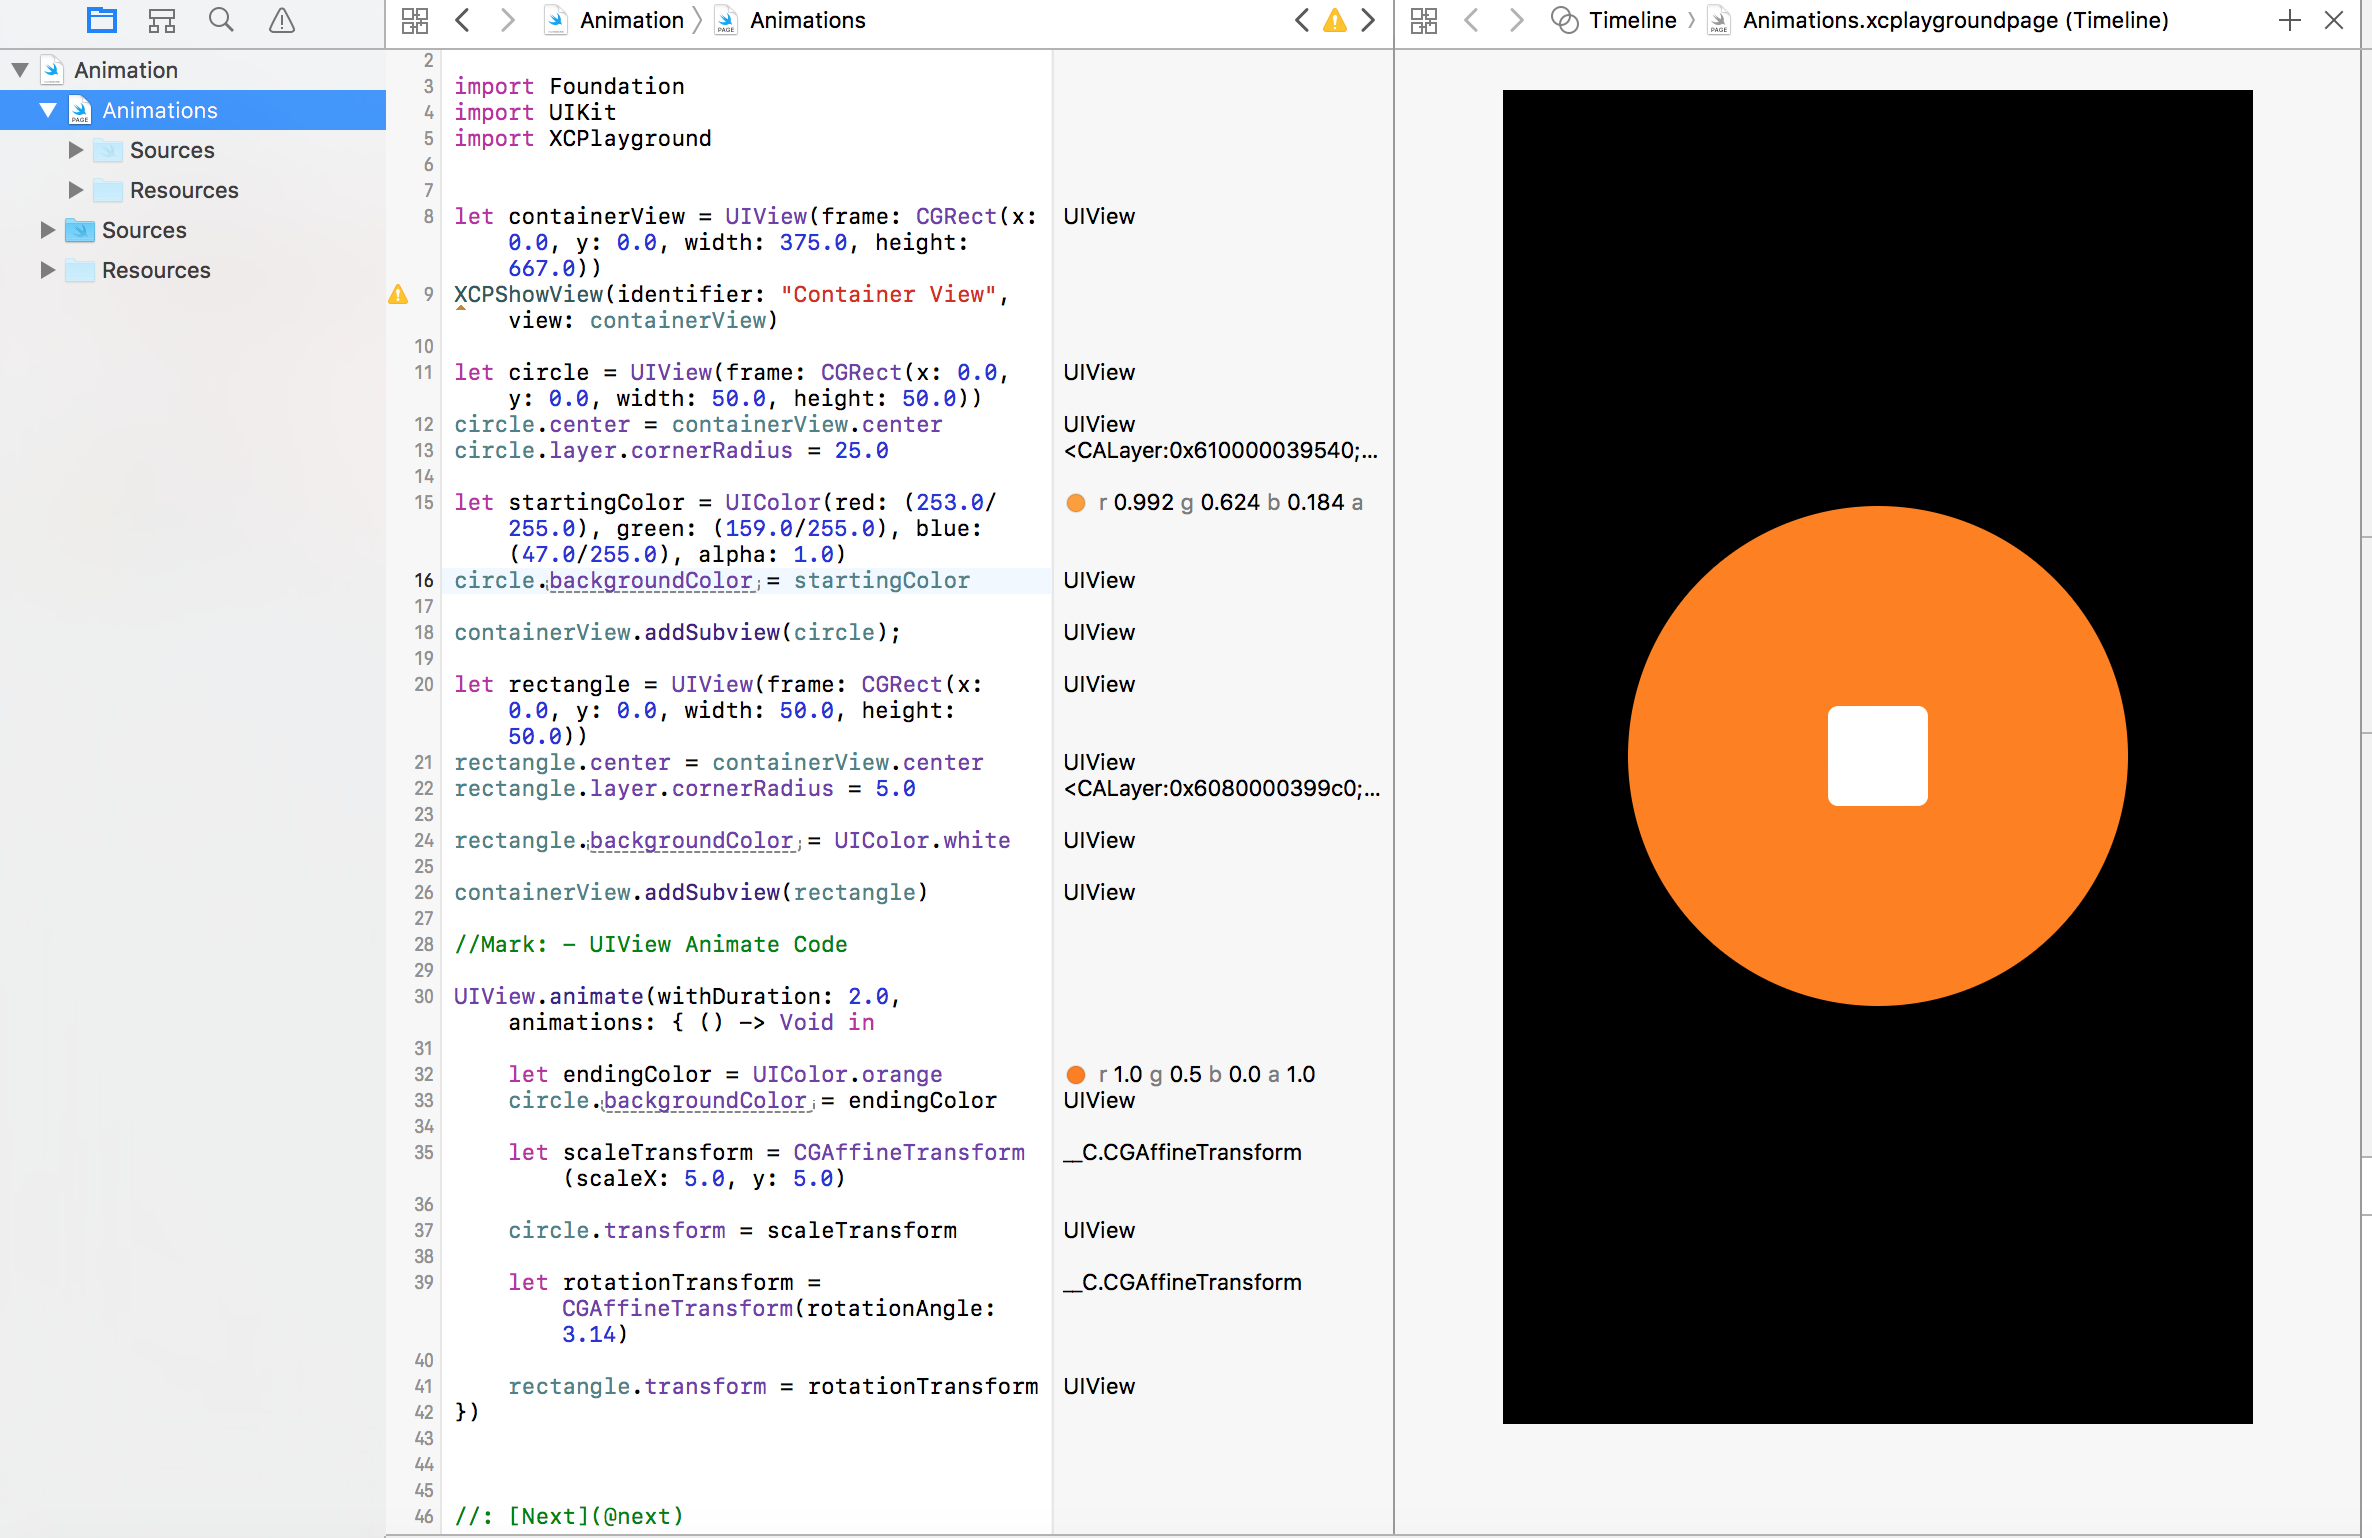 Animation
Animations
Sources
Resources
Sources
Resources
Animation 〉 Animations
2
3 import Foundation
4 import UIKit
5 import XCPlayground
6
7
8 let containerView = UIView(frame: CGRect(x: UIView
0.0, y: 0.0, width: 375.0, height:
667.0))
9 XCPShowView(identifier: "Container View",
view: containerView)
10
11 let circle = UIView(frame: CGRect(x: 0.0, UIView
y: 0.0, width: 50.0, height: 50.0))
12 circle.center = containerView.center UIView
13 circle.layer.cornerRadius = 25.0 <CALayer:0x610000039540;...
14
15 let startingColor = UIColor(red: (253.0/ r 0.992 g 0.624 b 0.184 a
255.0), green: (159.0/255.0), blue:
(47.0/255.0), alpha: 1.0)
16 circle.backgroundColor = startingColor UIView
17
18 containerView.addSubview(circle); UIView
19
20 let rectangle = UIView(frame: CGRect(x: UIView
0.0, y: 0.0, width: 50.0, height:
50.0))
21 rectangle.center = containerView.center UIView
22 rectangle.layer.cornerRadius = 5.0 <CALayer:0x6080000399c0;...
23
24 rectangle.backgroundColor = UIColor.white UIView
25
26 containerView.addSubview(rectangle) UIView
27
28 //Mark: - UIView Animate Code
29
30 UIView.animate(withDuration: 2.0,
animations: { () -> Void in
31
32 let endingColor = UIColor.orange r 1.0 g 0.5 b 0.0 a 1.0
33 circle.backgroundColor = endingColor UIView
34
35 let scaleTransform = CGAffineTransform __C.CGAffineTransform
(scaleX: 5.0, y: 5.0)
36
37 circle.transform = scaleTransform UIView
38
39 let rotationTransform = __C.CGAffineTransform
CGAffineTransform(rotationAngle:
3.14)
40
41 rectangle.transform = rotationTransform UIView
42 })
43
44
45
46 //: [Next](@next)
Timeline 〉 Animations.xcplaygroundpage (Timeline)